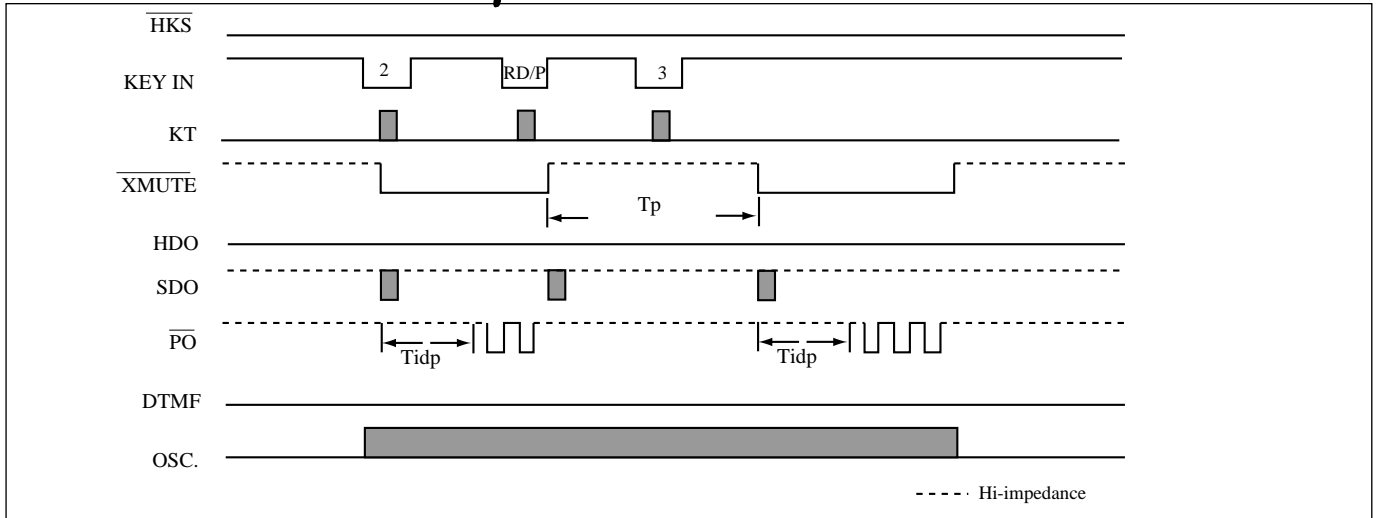 HKS
KEY IN
2
RD/P
3
KT
XMUTE
Tp
HDO
SDO
PO
Tidp
Tidp
DTMF
OSC.
Hi-impedance